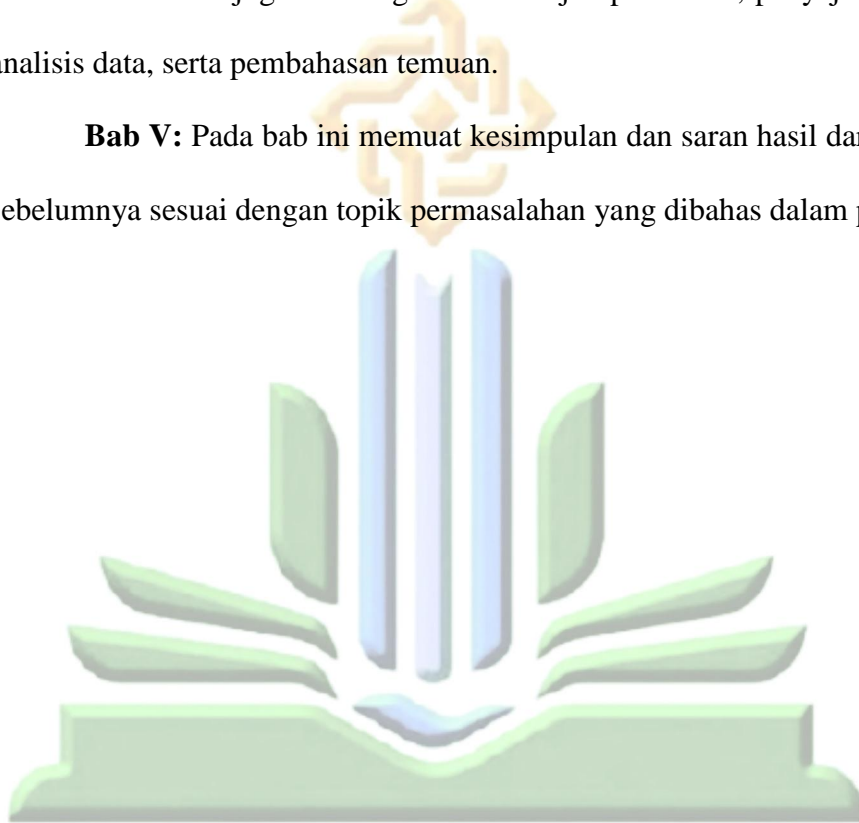 analisis data, serta pembahasan temuan.
Bab V: Pada bab ini memuat kesimpulan dan saran hasil dar
ebelumnya sesuai dengan topik permasalahan yang dibahas dalam p